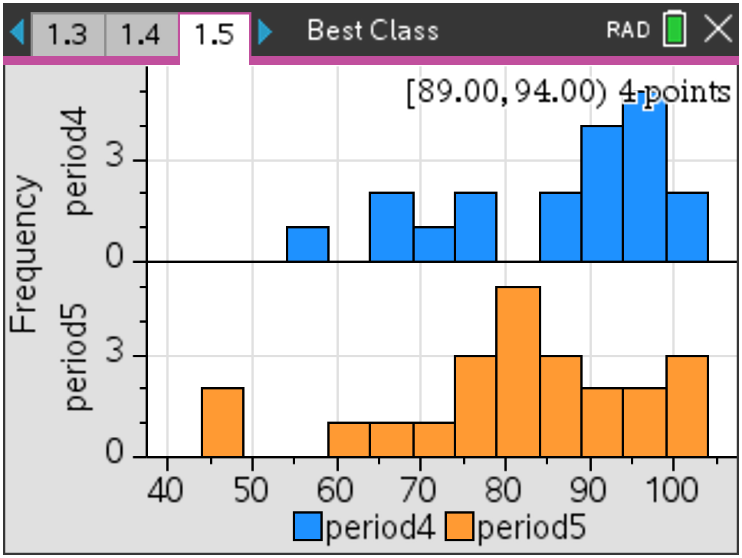 1.3 1.4 1.5 Best Class RAD
[89.00, 94.00) 4 points
Frequency
period4
3
0
period5
3
0
40 50 60 70 80 90 100
period4 period5